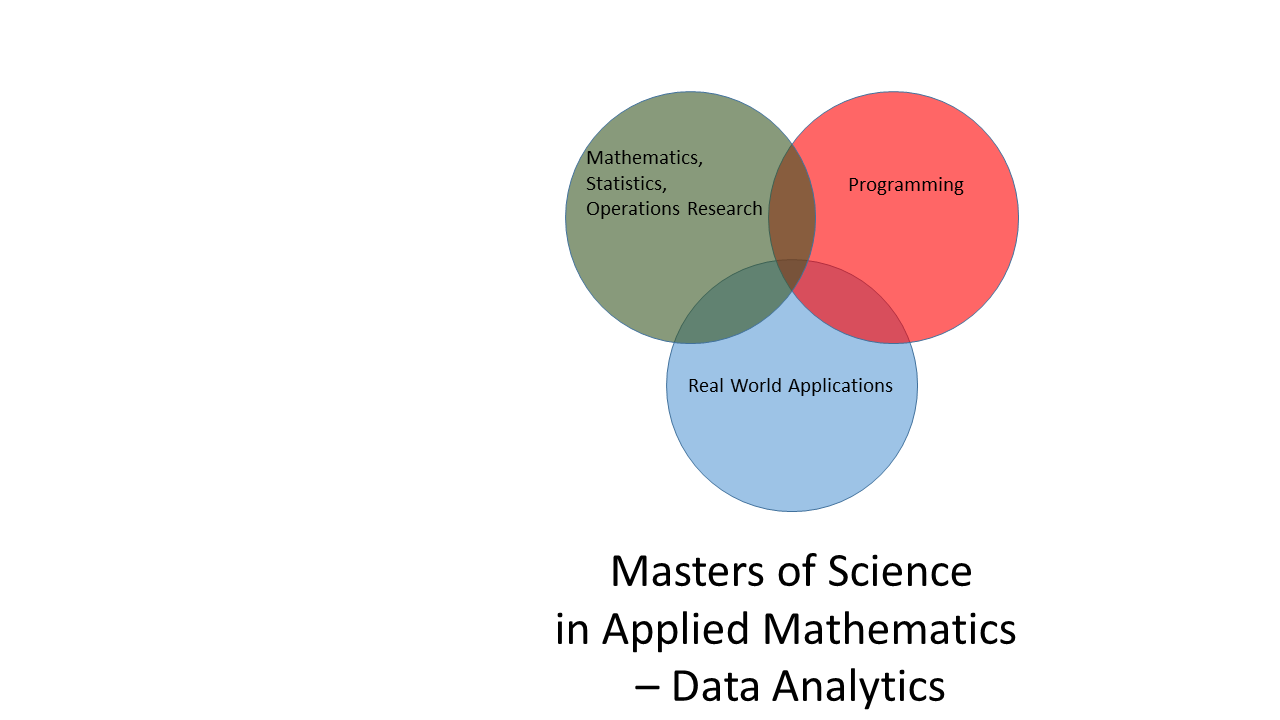 Mathematics,
Statistics,
Operations Research
Programming
Real World Applications
Masters of Science
in Applied Mathematics
– Data Analytics